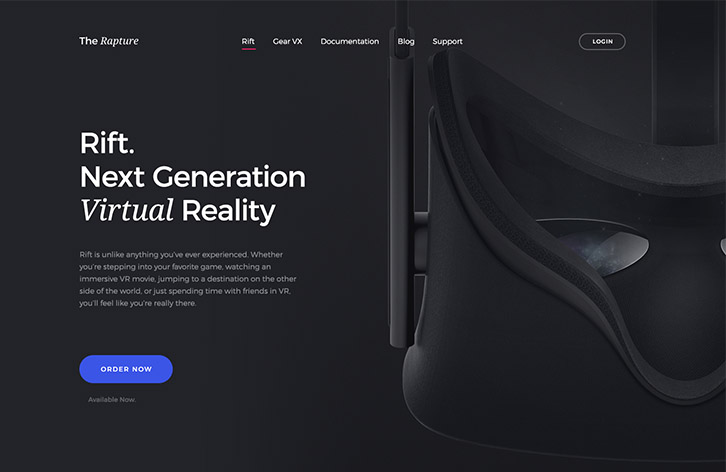 The Rapture
Rift
Gear VX
Documentation
Blog
Support
LOGIN
Rift.
Next Generation
Virtual Reality
Rift is unlike anything you've ever experienced. Whether
you're stepping into your favorite game, watching an
immersive VR movie, jumping to a destination on the other
side of the world, or just spending time with friends in VR,
you'll feel like you're really there.
ORDER NOW
Available Now.